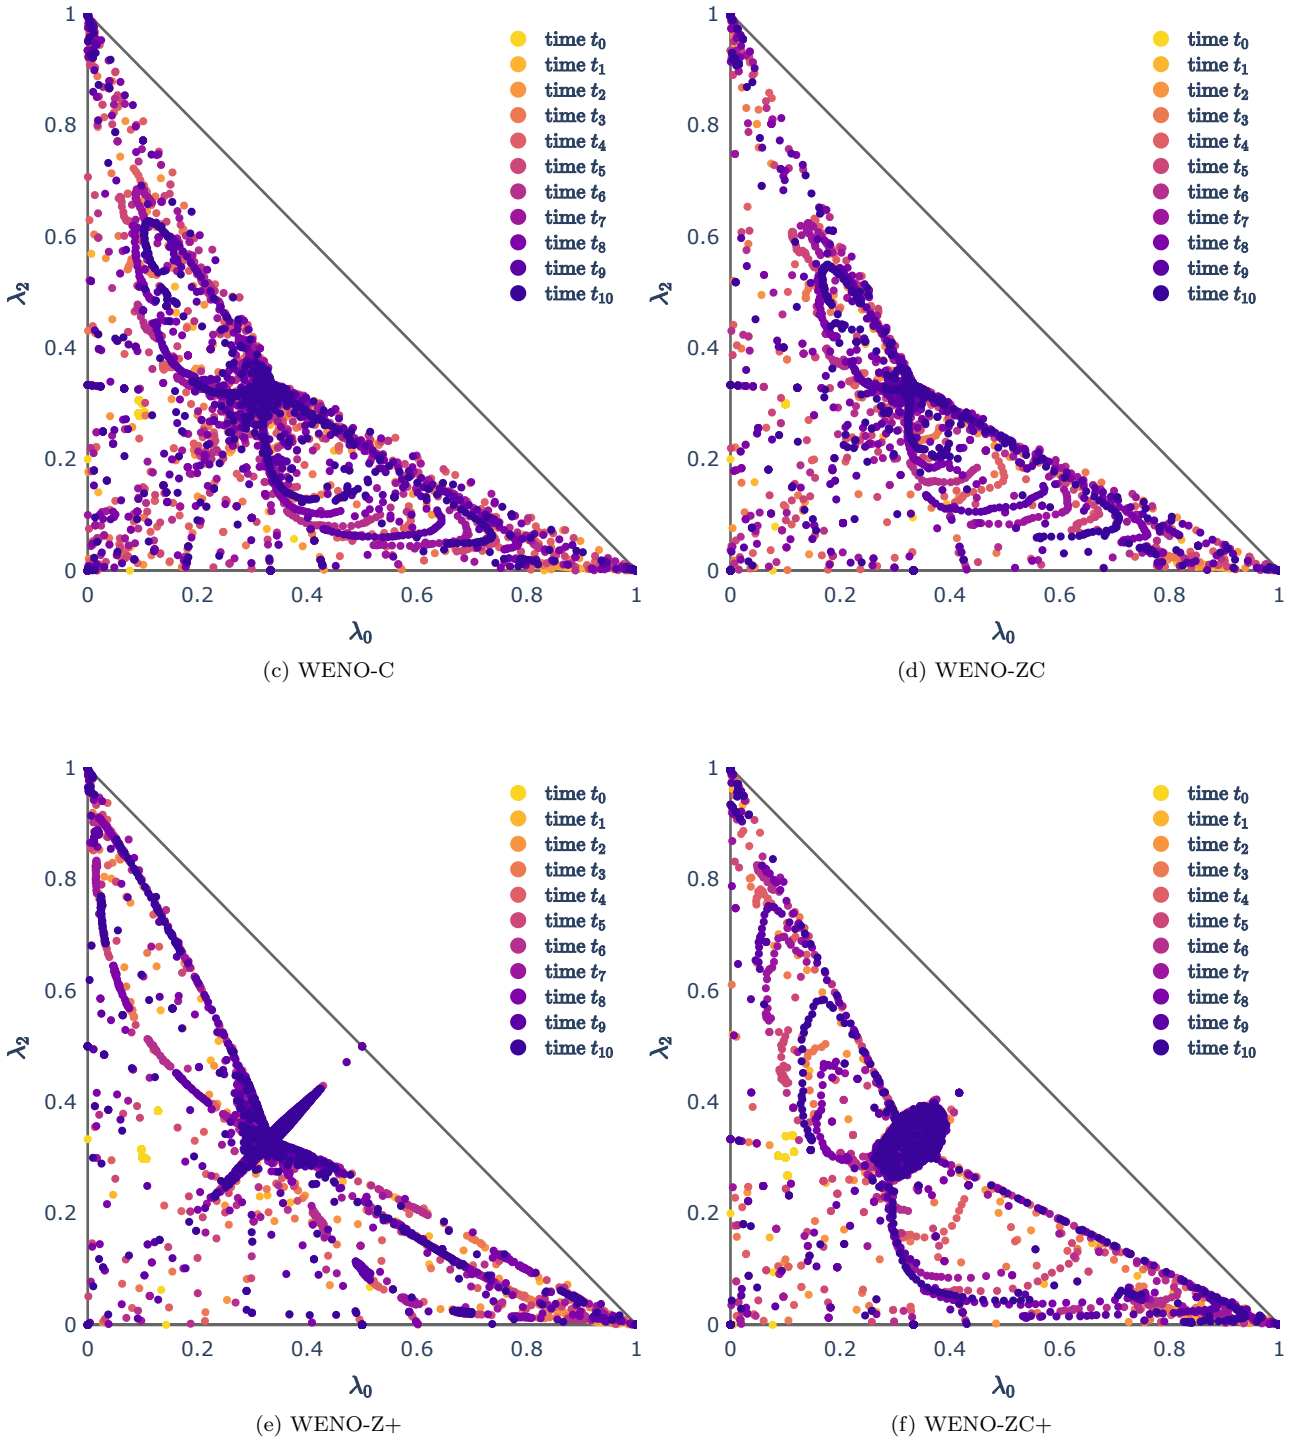 1
0.8
0.6
0.4
0.2
0
λ₂
0
0.2
0.4
0.6
0.8
1
λ₀
time t₀
time t₁
time t₂
time t₃
time t₄
time t₅
time t₆
time t₇
time t₈
time t₉
time t₁₀
(c) WENO-C
1
0.8
0.6
0.4
0.2
0
λ₂
0
0.2
0.4
0.6
0.8
1
λ₀
time t₀
time t₁
time t₂
time t₃
time t₄
time t₅
time t₆
time t₇
time t₈
time t₉
time t₁₀
(d) WENO-ZC
1
0.8
0.6
0.4
0.2
0
λ₂
0
0.2
0.4
0.6
0.8
1
λ₀
time t₀
time t₁
time t₂
time t₃
time t₄
time t₅
time t₆
time t₇
time t₈
time t₉
time t₁₀
(e) WENO-Z+
1
0.8
0.6
0.4
0.2
0
λ₂
0
0.2
0.4
0.6
0.8
1
λ₀
time t₀
time t₁
time t₂
time t₃
time t₄
time t₅
time t₆
time t₇
time t₈
time t₉
time t₁₀
(f) WENO-ZC+